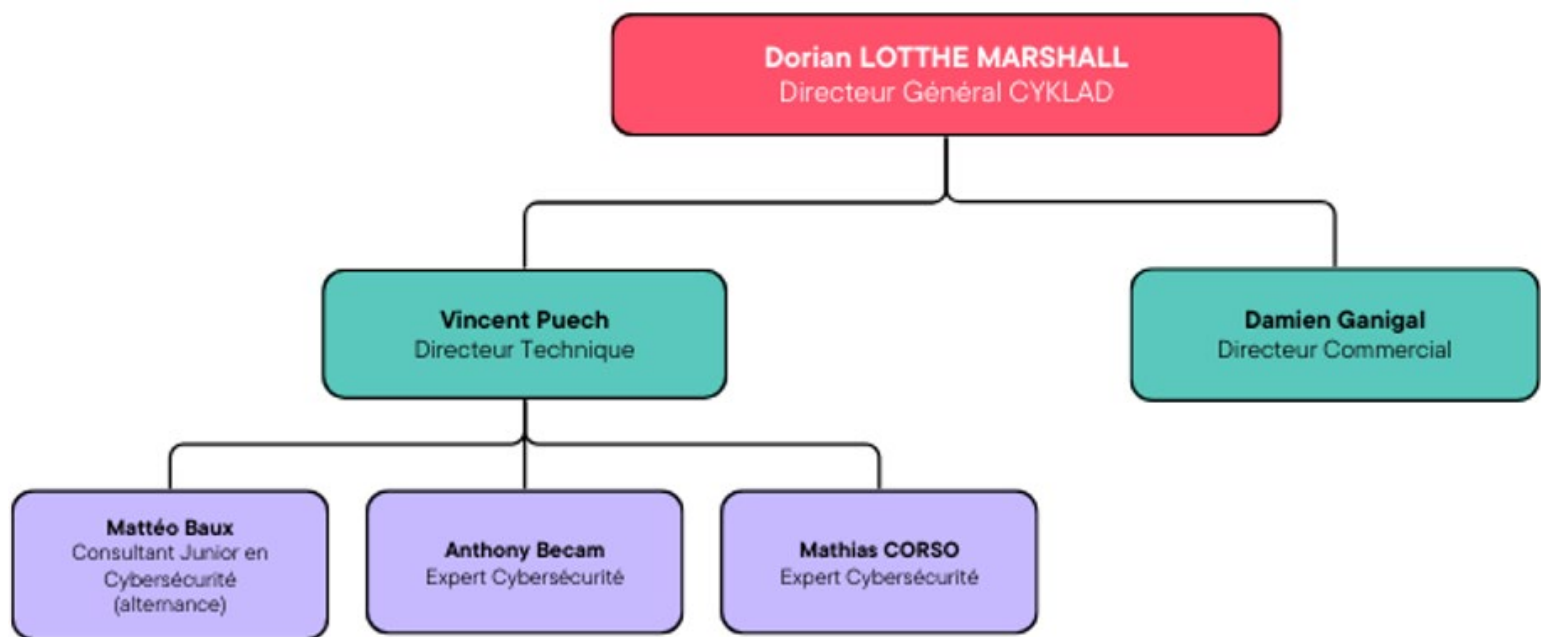 Dorian LOTTHE MARSHALL
Directeur Général CYKLAD
Vincent Puech
Directeur Technique
Damien Ganigal
Directeur Commercial
Mattéo Baux
Consultant Junior en
Cybersécurité
(alternance)
Anthony Becam
Expert Cybersécurité
Mathias CORSO
Expert Cybersécurité